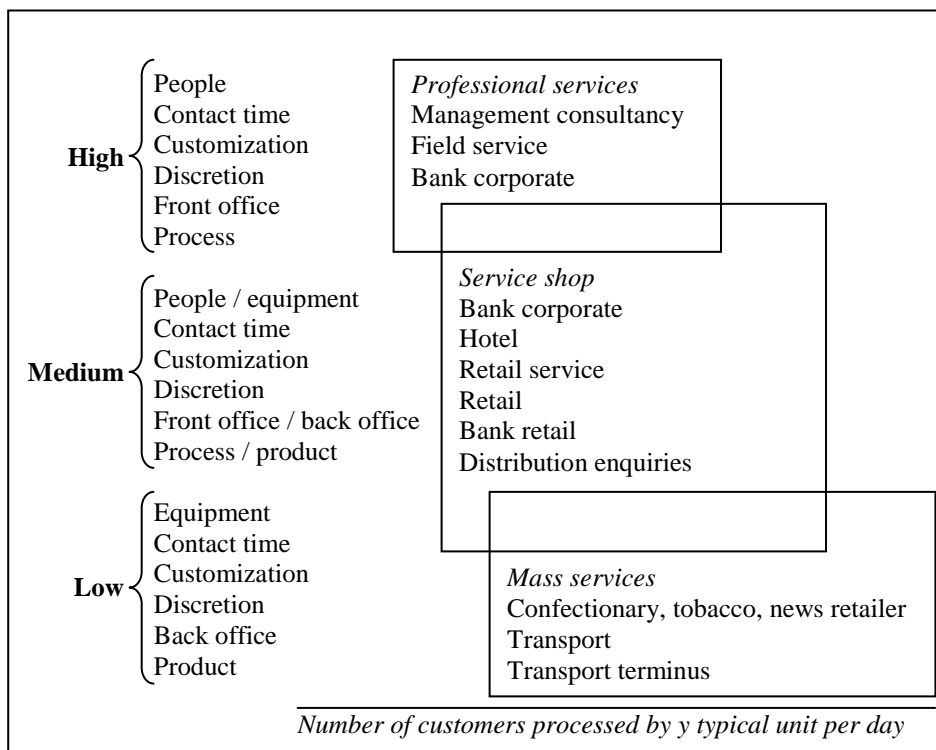 High
People
Contact time
Customization
Discretion
Front office
Process
Professional services
Management consultancy
Field service
Bank corporate
Medium
People / equipment
Contact time
Customization
Discretion
Front office / back office
Process / product
Service shop
Bank corporate
Hotel
Retail service
Retail
Bank retail
Distribution enquiries
Low
Equipment
Contact time
Customization
Discretion
Back office
Product
Mass services
Confectionary, tobacco, news retailer
Transport
Transport terminus
Number of customers processed by y typical unit per day